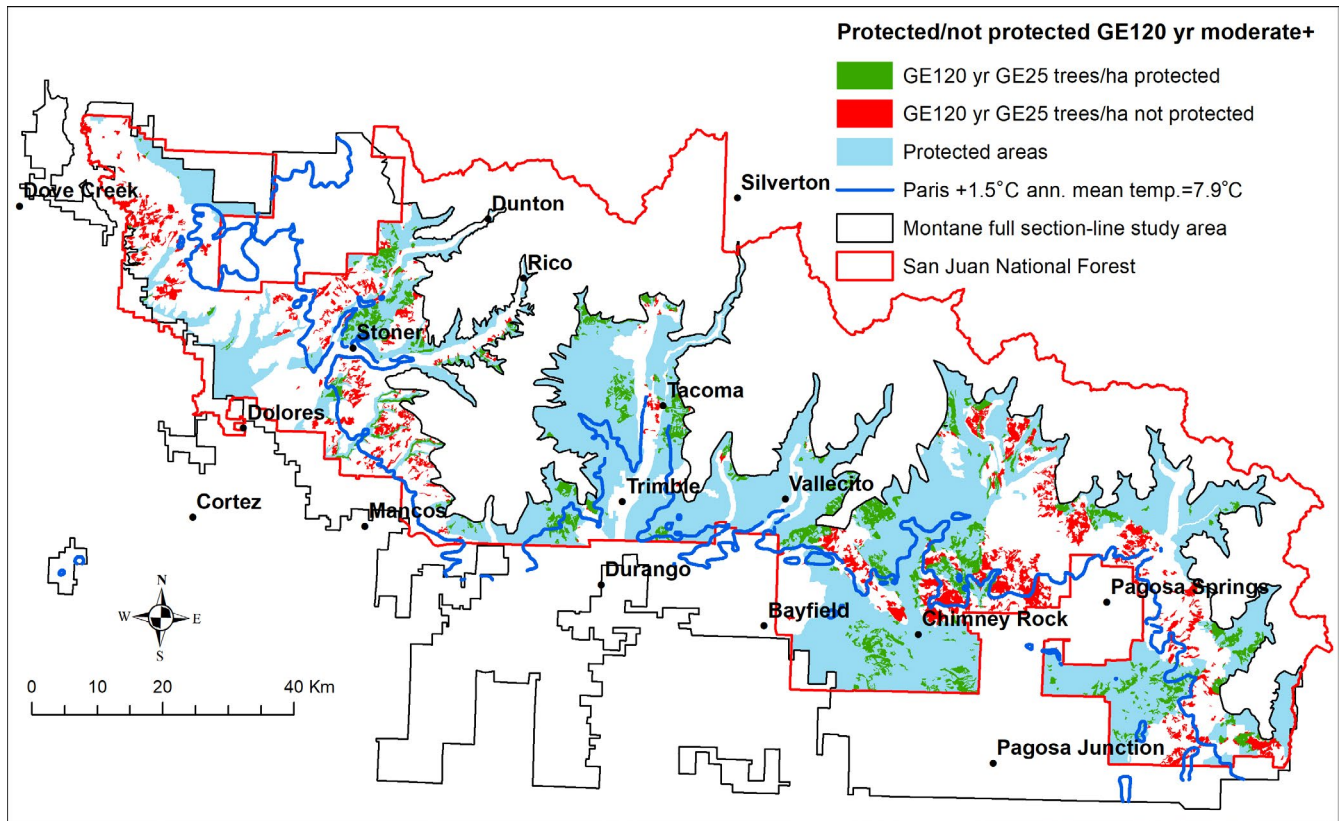 Protected/not protected GE120 yr moderate+
GE120 yr GE25 trees/ha protected
GE120 yr GE25 trees/ha not protected
Protected areas
Paris +1.5°C ann. mean temp.=7.9°C
Montane full section-line study area
San Juan National Forest
Dove Creek
Silverton
Dunton
Rico
Stoner
Tacoma
Dolores
Trimble
Vallecito
Cortez
Mancos
Durango
Pagosa Springs
Bayfield
Chimney Rock
N
W E
S
0 10 20 40 Km
Pagosa Junction